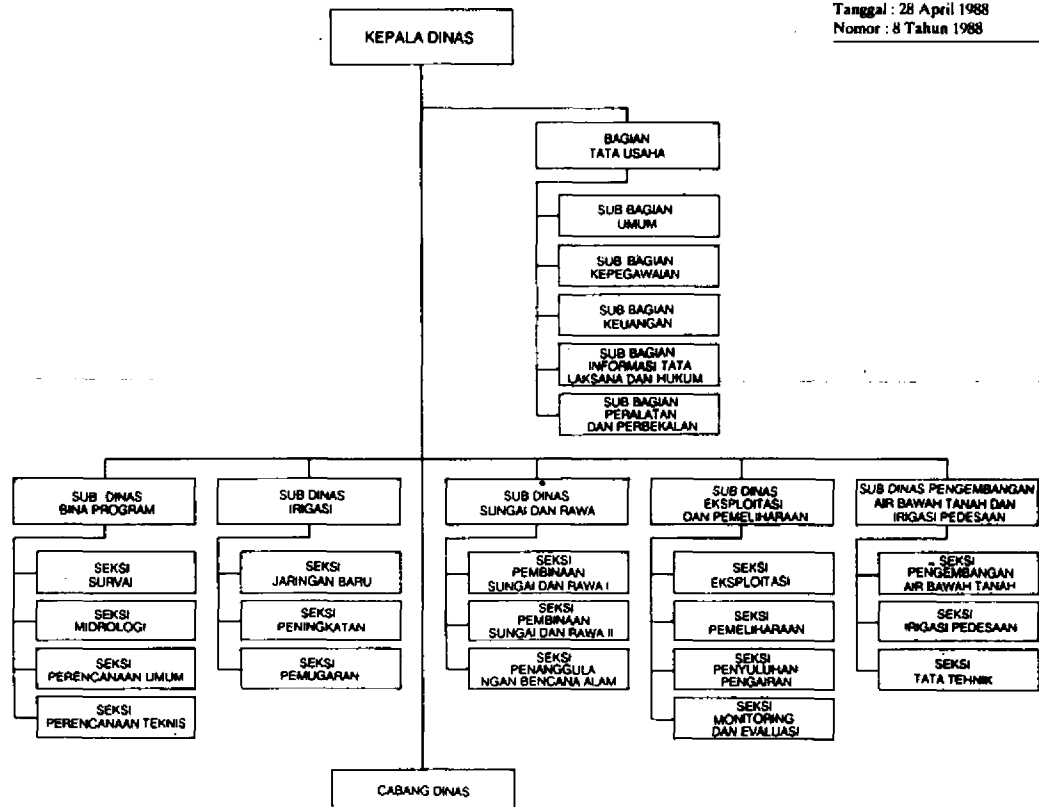 Tanggal : 28 April 1988
Nomor : 8 Tahun 1988
KEPALA DINAS
BAGIAN
TATA USAHA
SUB BAGIAN
UMUM
SUB BAGIAN
KEPEGAWAIAN
SUB BAGIAN
KEUANGAN
SUB BAGIAN
INFORMASI TATA
LAKSANA DAN HUKUM
SUB BAGIAN
PERALATAN
DAN PERBEKALAN
SUB DINAS
BINA PROGRAM
SEKSI
SURVAI
SEKSI
MIDROLOGI
SEKSI
PERENCANAAN UMUM
SEKSI
PERENCANAAN TEKNIS
SUB DINAS
IRIGASI
SEKSI
JARINGAN BARU
SEKSI
PENINGKATAN
SEKSI
PEMUGARAN
SUB DINAS
SUNGAI DAN RAWA
SEKSI
PEMBINAAN
SUNGAI DAN RAWA I
SEKSI
PEMBINAAN
SUNGAI DAN RAWA II
SEKSI
PENANGGULA
NGAN BENCANA ALAM
SUB DINAS
EKSPLOITASI
DAN PEMELIHARAAN
SEKSI
EKSPLOITASI
SEKSI
PEMELIHARAAN
SEKSI
PENYULUHAN
PENGAIRAN
SEKSI
MONITORING
DAN EVALUASI
SUB DINAS PENGEMBANGAN
AIR BAWAH TANAH DAN
IRIGASI PEDESAAN
SEKSI
PENGEMBANGAN
AIR BAWAH TANAH
SEKSI
IRIGASI PEDESAAN
SEKSI
TATA TEHNIK
CABANG DINAS